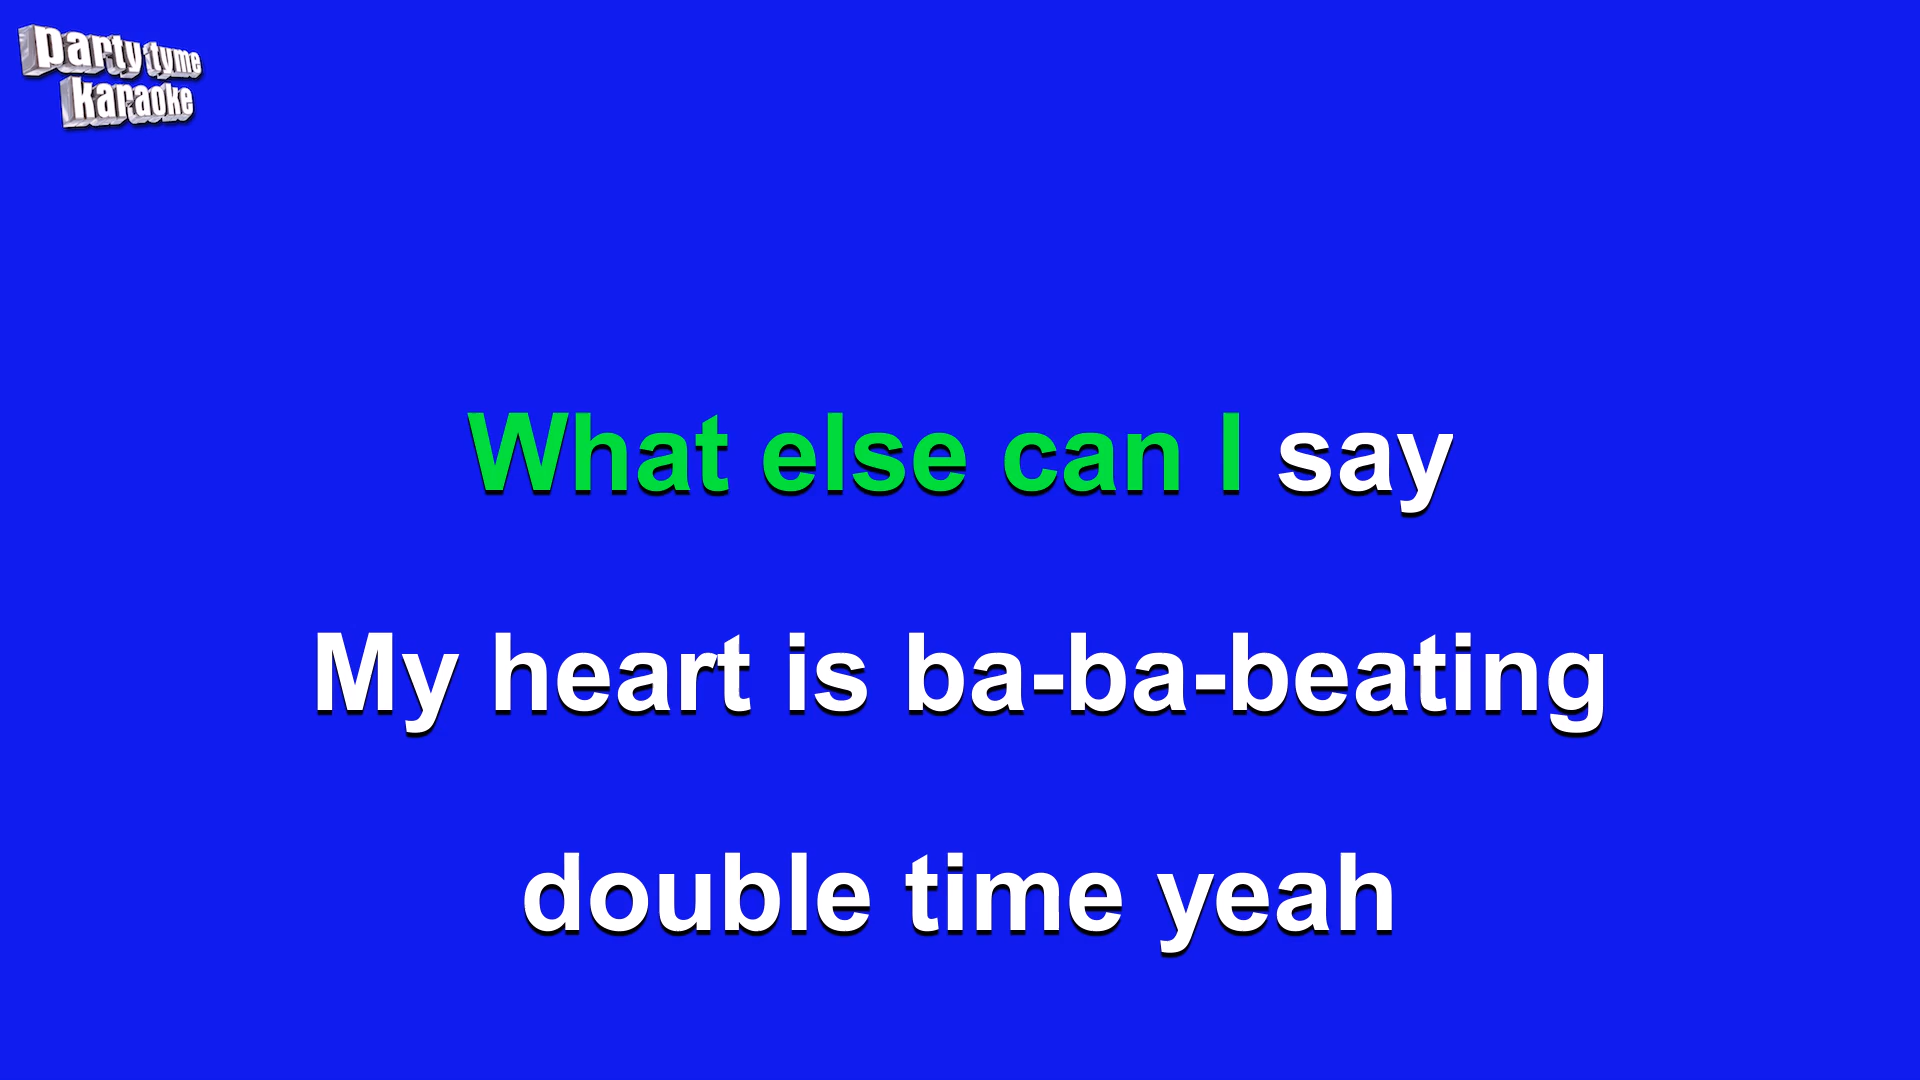 party tyme
karaoke
What else can I say
My heart is ba-ba-beating
double time yeah